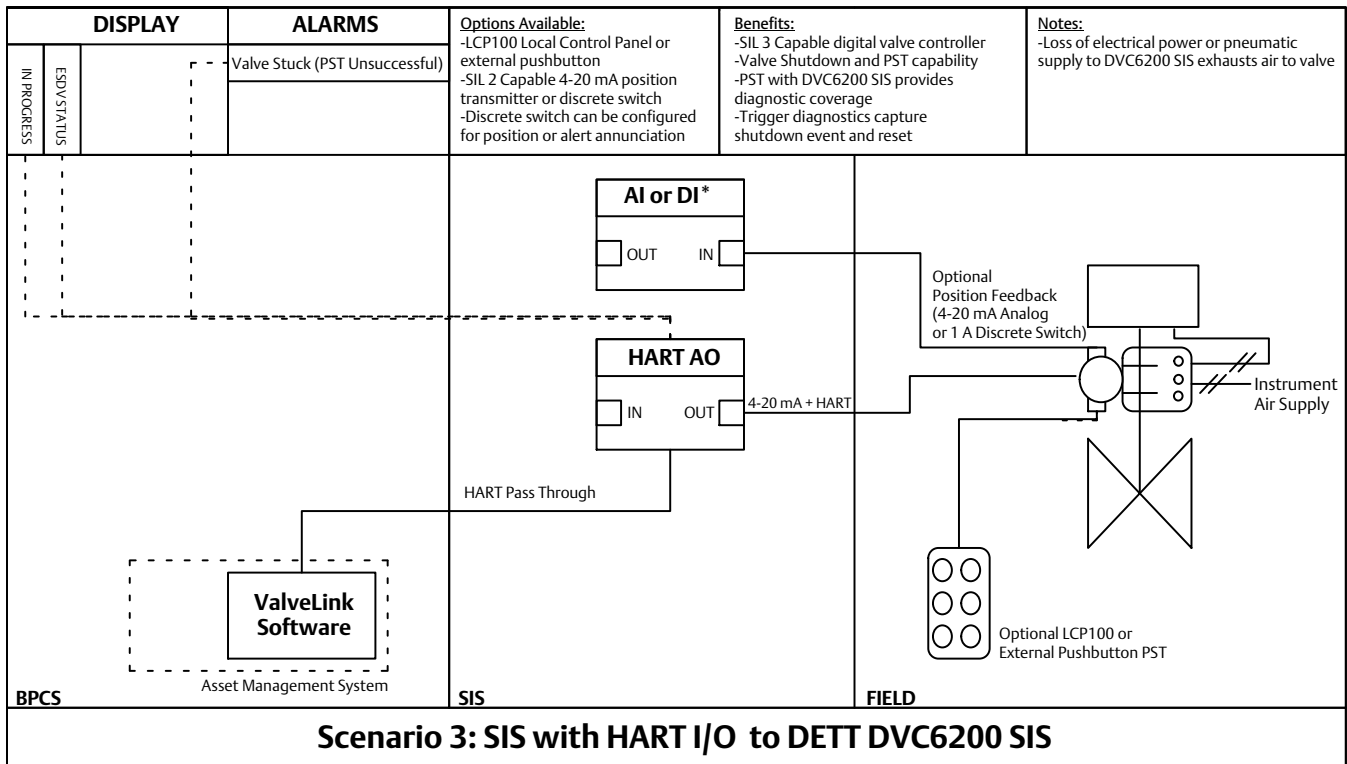 DISPLAY
ALARMS
IN PROGRESS
ESDV STATUS
Valve Stuck (PST Unsuccessful)
Options Available:
-LCP100 Local Control Panel or
external pushbutton
-SIL 2 Capable 4-20 mA position
transmitter or discrete switch
-Discrete switch can be configured
for position or alert annunciation
Benefits:
-SIL 3 Capable digital valve controller
-Valve Shutdown and PST capability
-PST with DVC6200 SIS provides
diagnostic coverage
-Trigger diagnostics capture
shutdown event and reset
Notes:
-Loss of electrical power or pneumatic
supply to DVC6200 SIS exhausts air to valve
AI or DI*
OUT IN
Optional
Position Feedback
(4-20 mA Analog
or 1 A Discrete Switch)
HART AO
IN OUT
4-20 mA + HART
Instrument
Air Supply
HART Pass Through
ValveLink
Software
Asset Management System
Optional LCP100 or
External Pushbutton PST
BPCS
SIS
FIELD
Scenario 3: SIS with HART I/O to DETT DVC6200 SIS